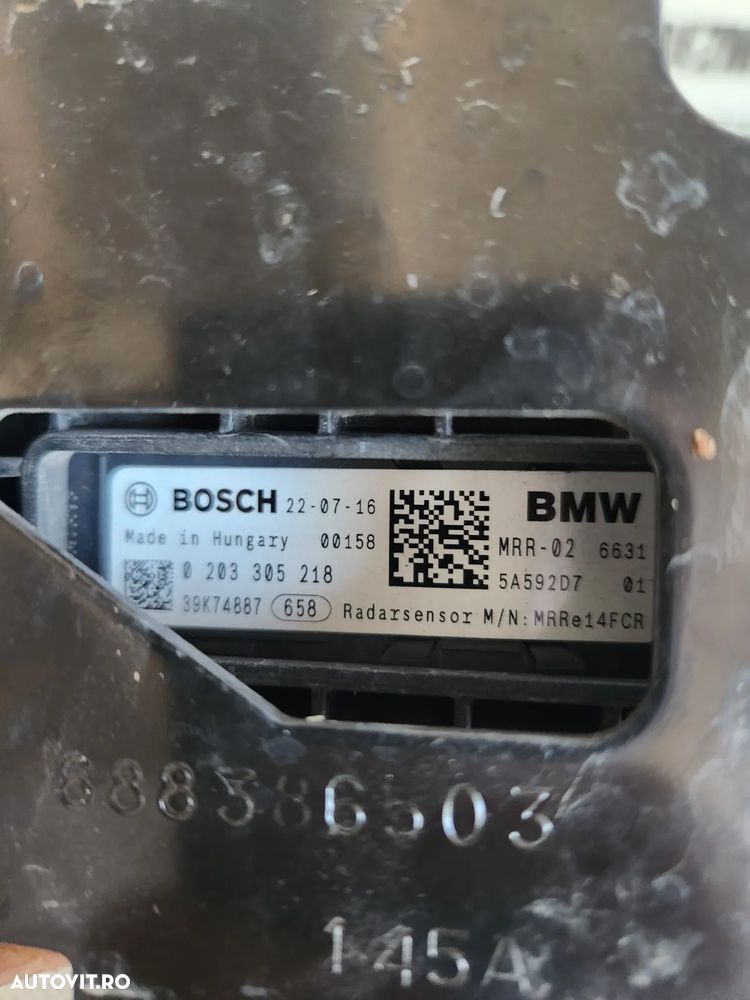 BOSCH 22-07-16 BMW
Made in Hungary 00158 MRR-02 6631
0 203 305 218 5A592D7 01
39K74887 658 Radarsensor M/N: MRRe14FCR
688386503
145A
AUTOVIT.RO